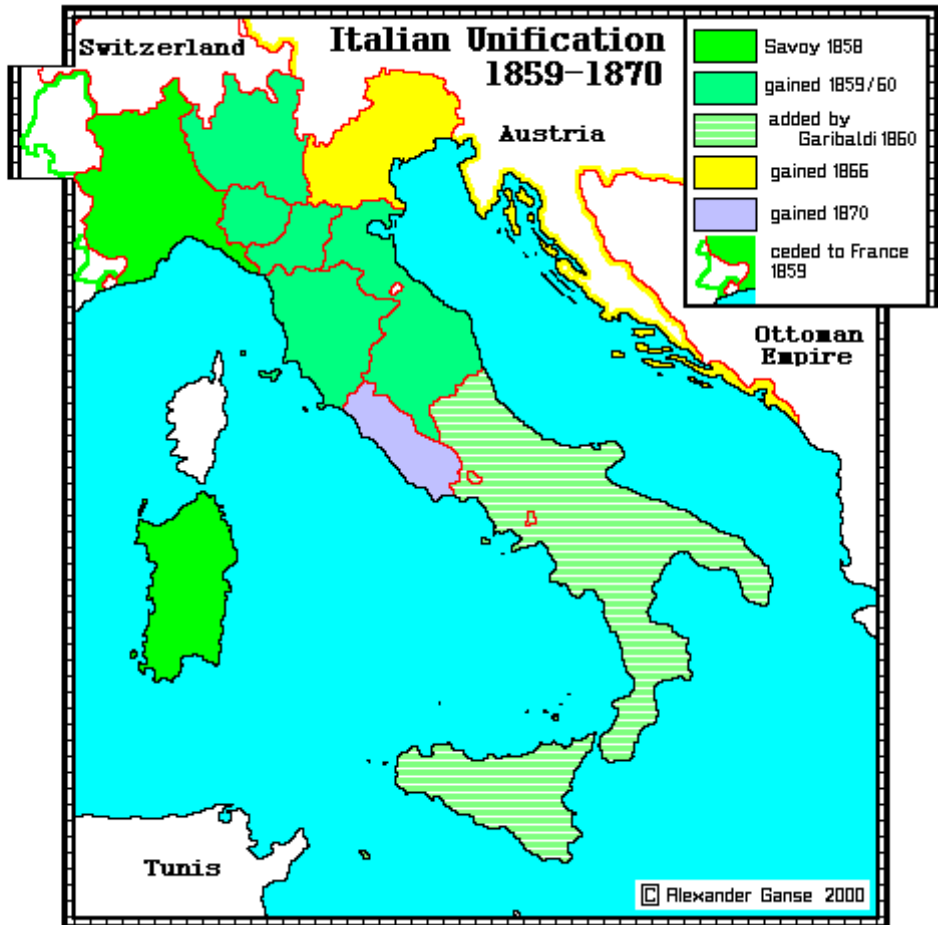 Switzerland
Italian Unification
1859-1870
Savoy 1858
gained 1859/60
added by
Garibaldi 1860
gained 1866
gained 1870
ceded to France
1859
Austria
Ottoman
Empire
Tunis
C Alexander Ganse 2000